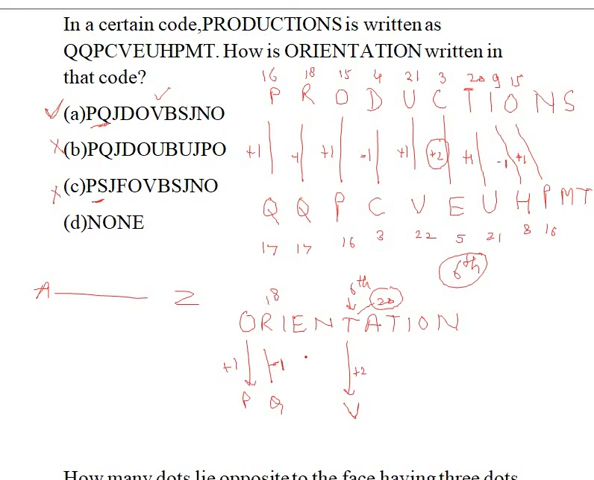 In a certain code,PRODUCTIONS is written as
QQPCVEUHPMT. How is ORIENTATION written in
that code?
16 18 15 4 21 3 20 9 15
P R O D U C T I O N S
(a)PQJDOVBSJNO
(b)PQJDOUBUJPO
+1 -1 +1 -1 +1 +2 +1 -1 +1
(c)PSJFOVBSJNO
Q Q P C V E U H P M T
(d)NONE
17 17 16 3 22 5 21 8 16
6th
A Z
18 6th 20
ORIENTATION
+1 -1 +2
P Q V
How many dots lie opposite to the face having three dots,